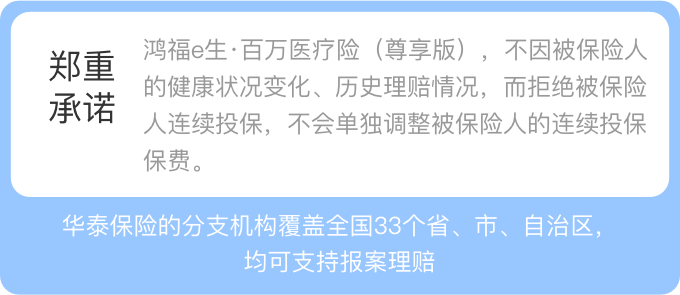 郑重
承诺
鸿福e生·百万医疗险（尊享版），不因被保险人
的健康状况变化、历史理赔情况，而拒绝被保险
人连续投保，不会单独调整被保险人的连续投保
保费。
华泰保险的分支机构覆盖全国33个省、市、自治区，
均可支持报案理赔